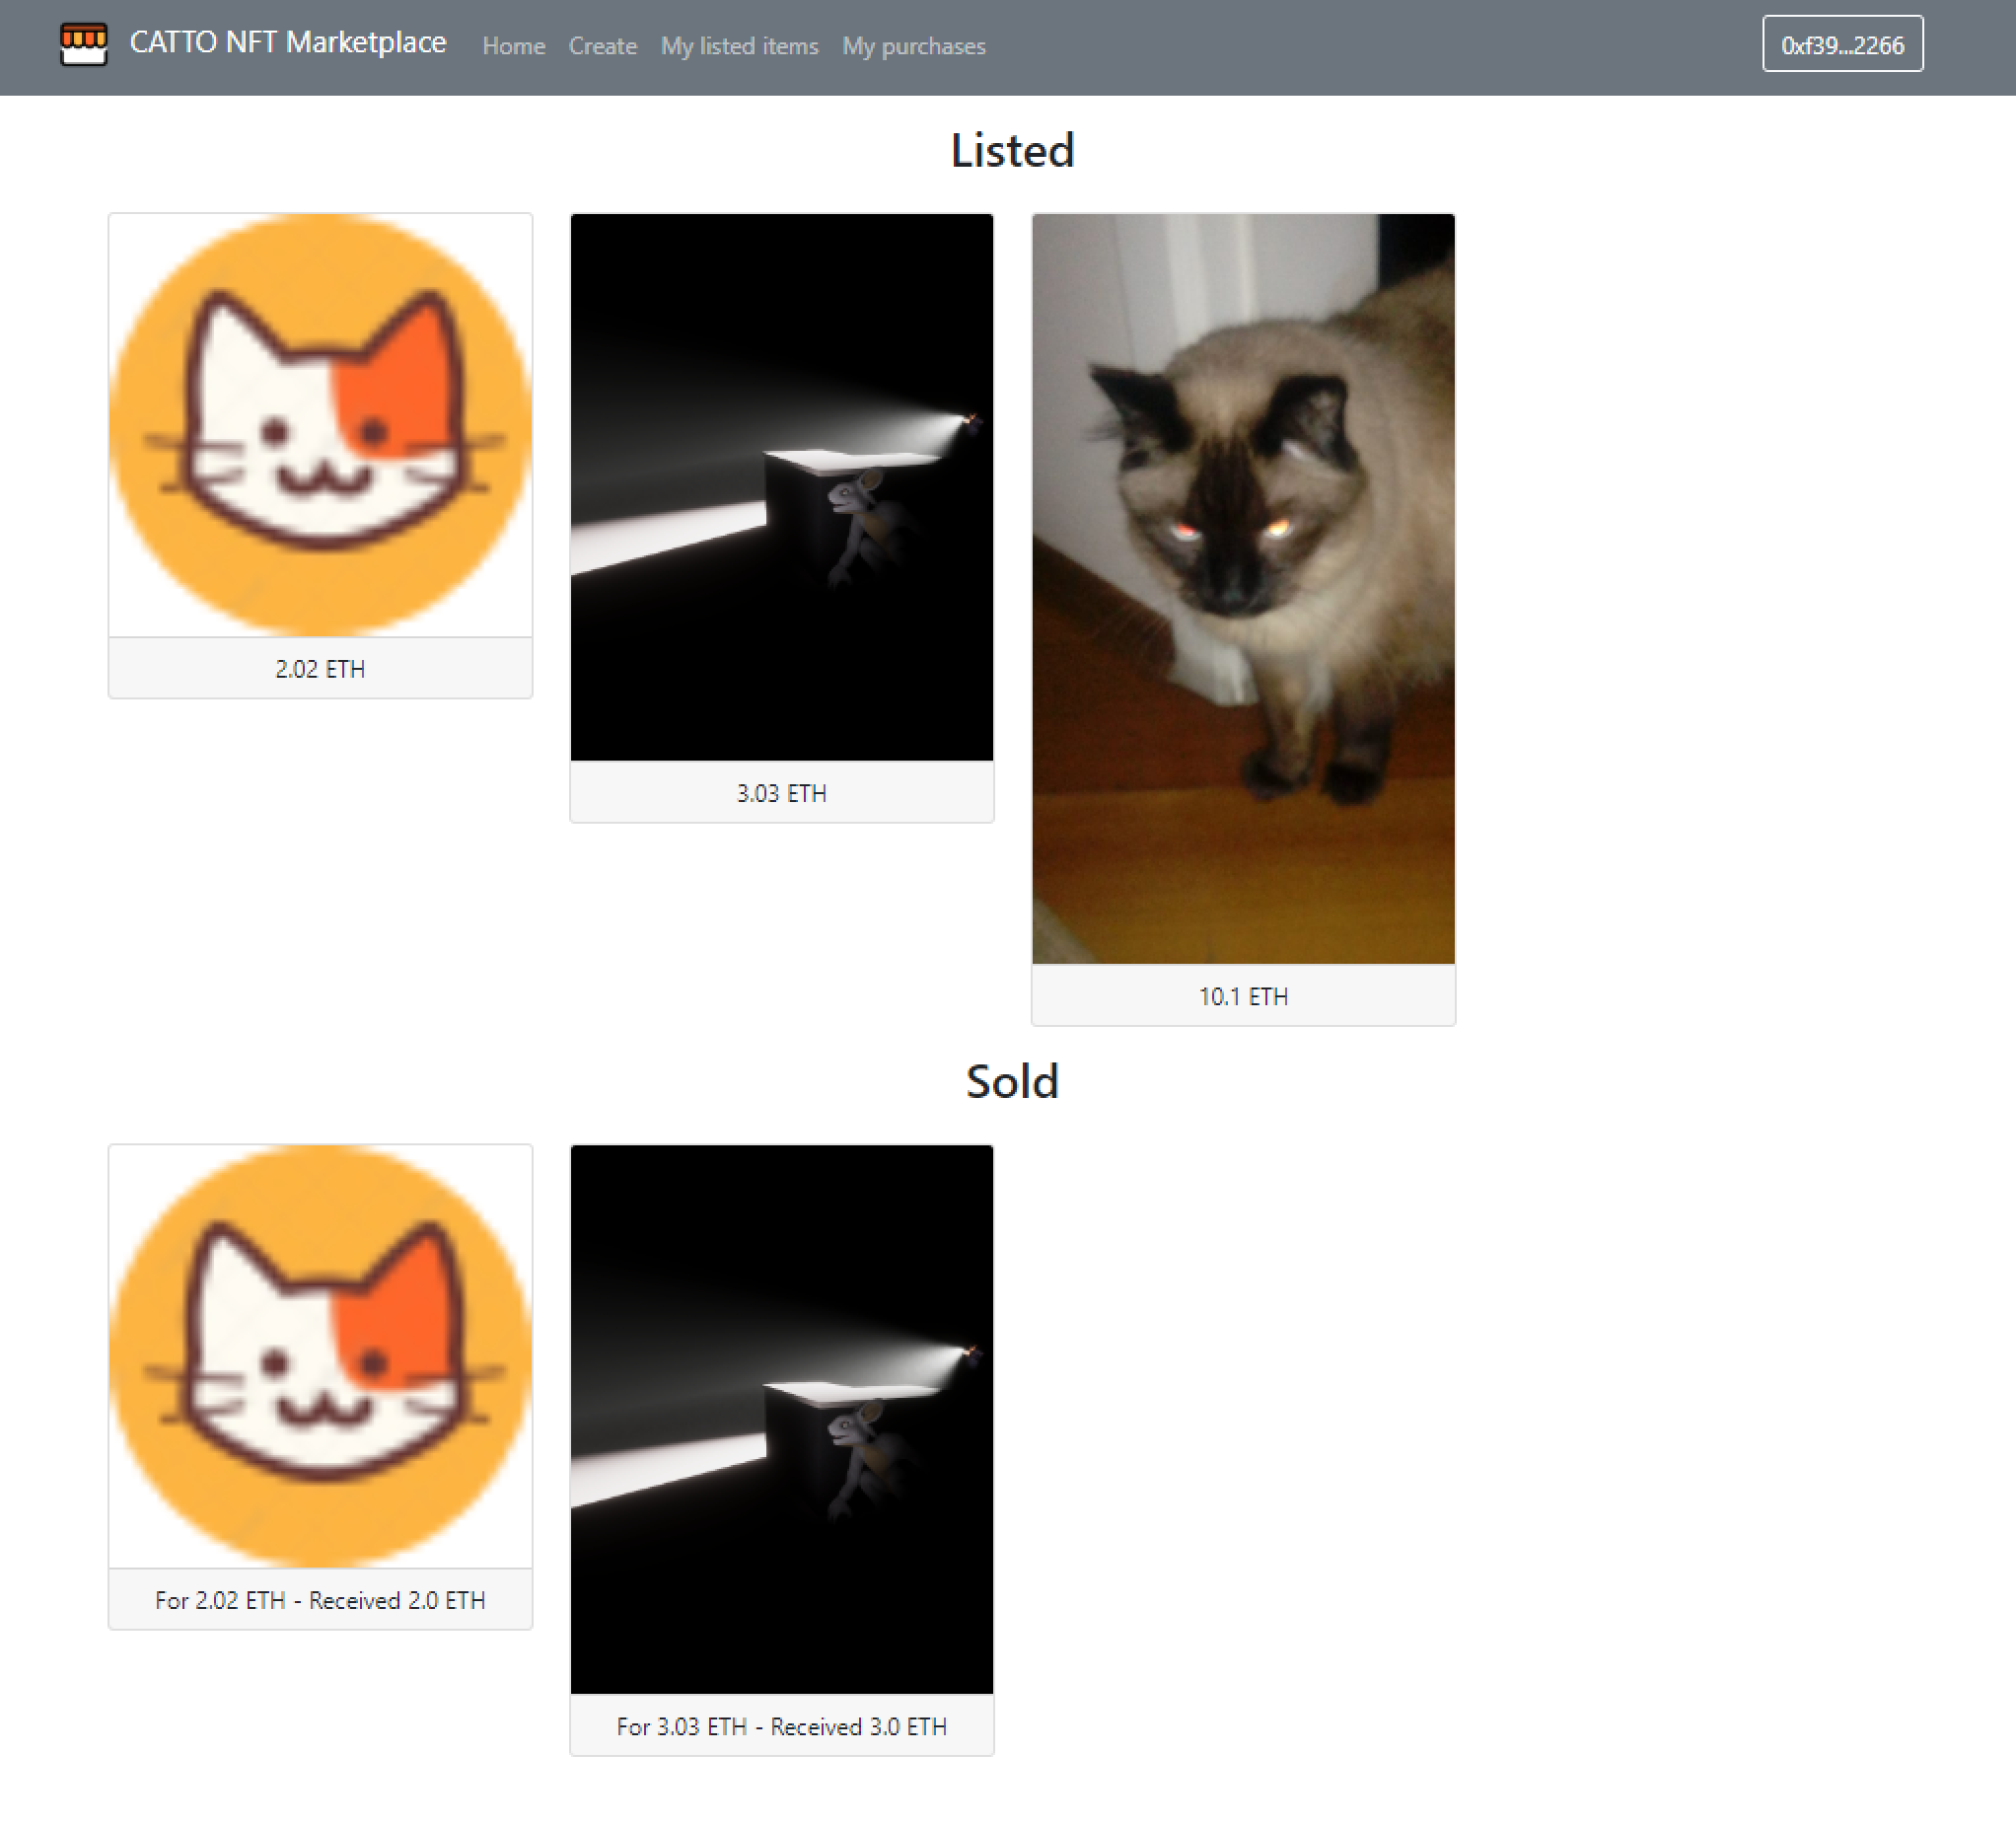 CATTO NFT Marketplace Home Create My listed items My purchases 0xf39...2266
Listed
2.02 ETH
3.03 ETH
10.1 ETH
Sold
For 2.02 ETH - Received 2.0 ETH
For 3.03 ETH - Received 3.0 ETH